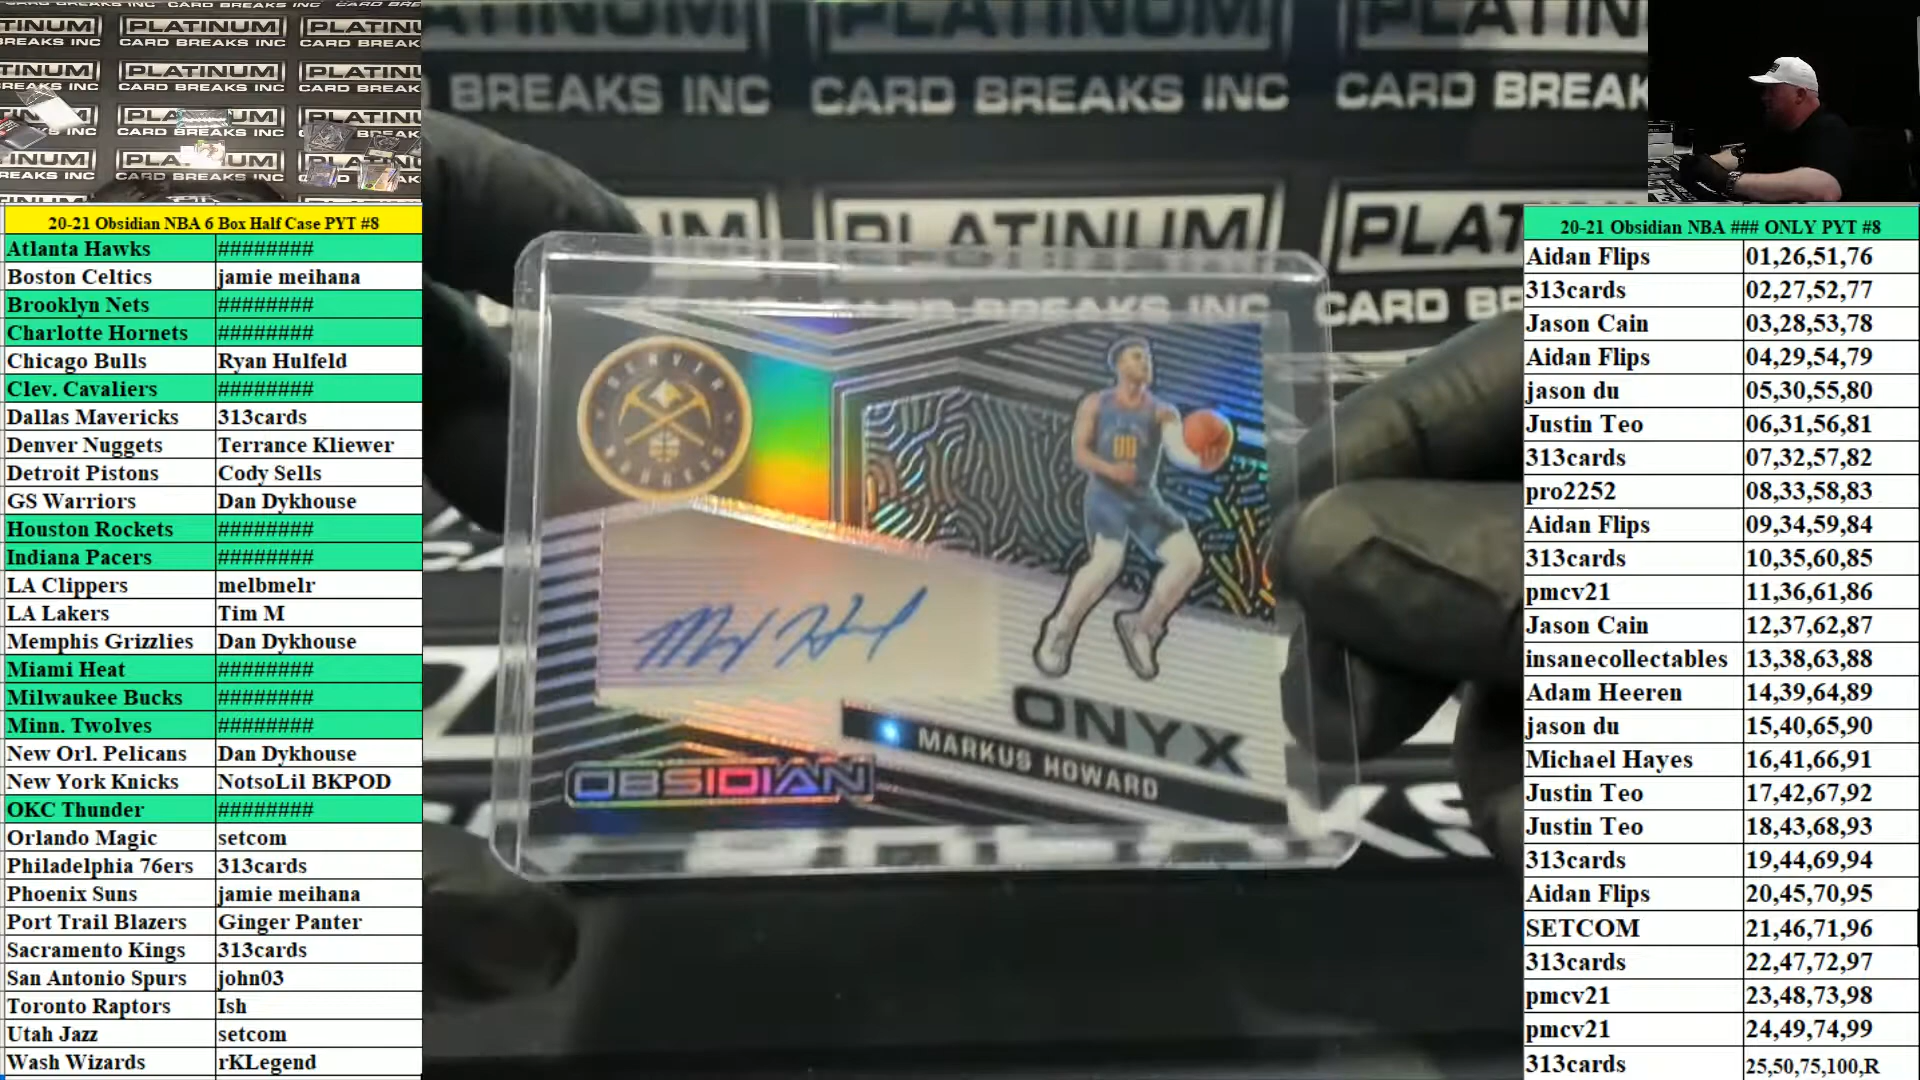 PLATINUM
CARD BREAKS INC
20-21 Obsidian NBA 6 Box Half Case PYT #8
Atlanta Hawks ########
Boston Celtics jamie meihana
Brooklyn Nets ########
Charlotte Hornets ########
Chicago Bulls Ryan Hulfeld
Clev. Cavaliers ########
Dallas Mavericks 313cards
Denver Nuggets Terrance Kliewer
Detroit Pistons Cody Sells
GS Warriors Dan Dykhouse
Houston Rockets ########
Indiana Pacers ########
LA Clippers melbmelr
LA Lakers Tim M
Memphis Grizzlies Dan Dykhouse
Miami Heat ########
Milwaukee Bucks ########
Minn. Twolves ########
New Orl. Pelicans Dan Dykhouse
New York Knicks NotsoLil BKPOD
OKC Thunder ########
Orlando Magic setcom
Philadelphia 76ers 313cards
Phoenix Suns jamie meihana
Port Trail Blazers Ginger Panter
Sacramento Kings 313cards
San Antonio Spurs john03
Toronto Raptors Ish
Utah Jazz setcom
Wash Wizards rKLegend
BREAKS INC CARD BREAKS INC CARD BREAK
PLATINUM
DENVER
NUGGETS
00
ONYX
MARKUS HOWARD
OBSIDIAN
20-21 Obsidian NBA ### ONLY PYT #8
Aidan Flips 01,26,51,76
313cards 02,27,52,77
Jason Cain 03,28,53,78
Aidan Flips 04,29,54,79
jason du 05,30,55,80
Justin Teo 06,31,56,81
313cards 07,32,57,82
pro2252 08,33,58,83
Aidan Flips 09,34,59,84
313cards 10,35,60,85
pmcv21 11,36,61,86
Jason Cain 12,37,62,87
insanecollectables 13,38,63,88
Adam Heeren 14,39,64,89
jason du 15,40,65,90
Michael Hayes 16,41,66,91
Justin Teo 17,42,67,92
Justin Teo 18,43,68,93
313cards 19,44,69,94
Aidan Flips 20,45,70,95
SETCOM 21,46,71,96
313cards 22,47,72,97
pmcv21 23,48,73,98
pmcv21 24,49,74,99
313cards 25,50,75,100,R